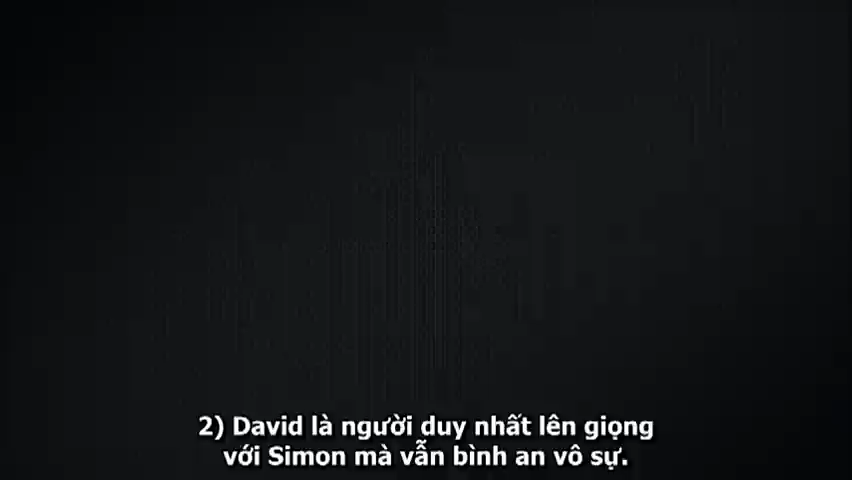 2) David là người duy nhất lên giọng
với Simon mà vẫn bình an vô sự.